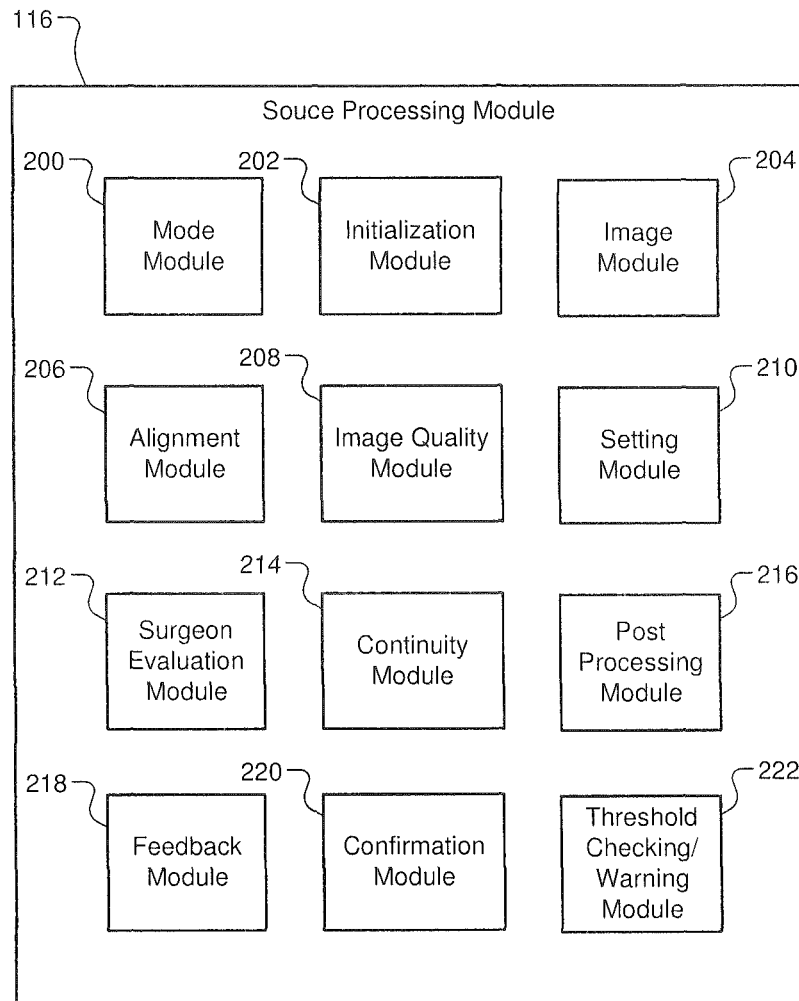 116
Souce Processing Module
200
202
204
Mode
Module
Initialization
Module
Image
Module
206
208
210
Alignment
Module
Image Quality
Module
Setting
Module
212
214
216
Surgeon
Evaluation
Module
Continuity
Module
Post
Processing
Module
218
220
222
Feedback
Module
Confirmation
Module
Threshold
Checking/
Warning
Module